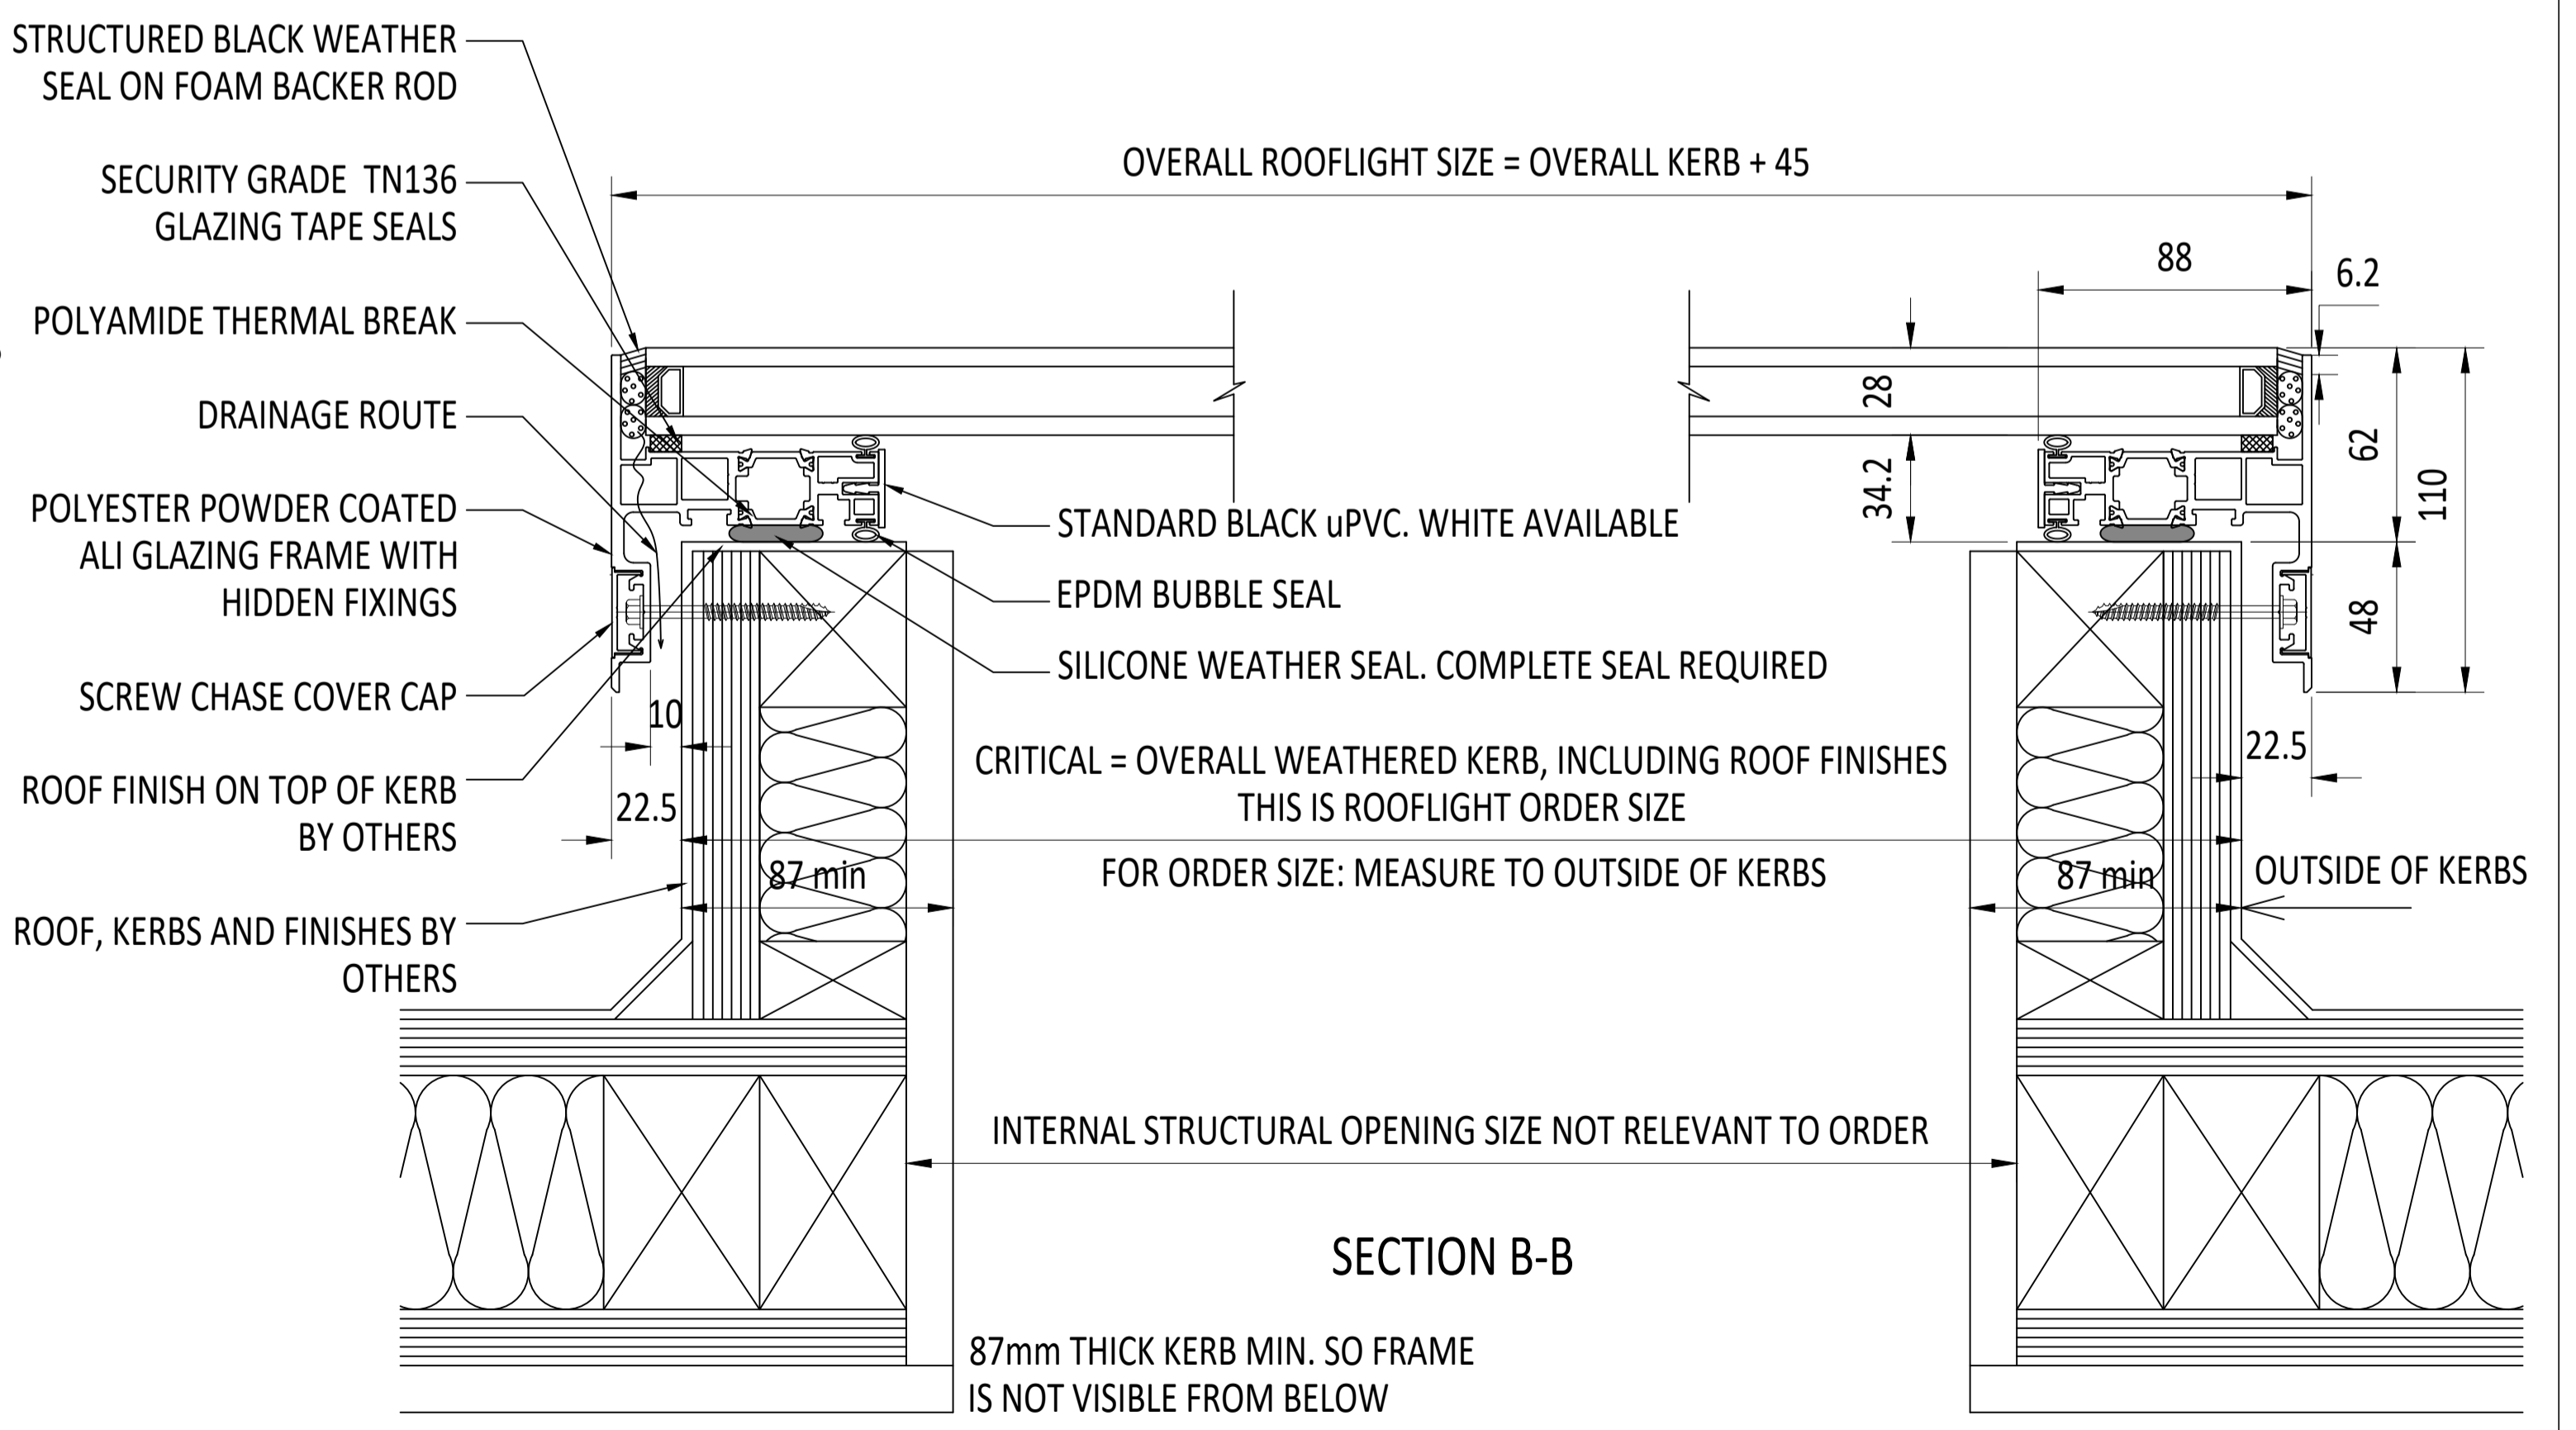 STRUCTURED BLACK WEATHER
SEAL ON FOAM BACKER ROD
SECURITY GRADE TN136
GLAZING TAPE SEALS
POLYAMIDE THERMAL BREAK
DRAINAGE ROUTE
POLYESTER POWDER COATED
ALI GLAZING FRAME WITH
HIDDEN FIXINGS
SCREW CHASE COVER CAP
ROOF FINISH ON TOP OF KERB
BY OTHERS
ROOF, KERBS AND FINISHES BY
OTHERS
OVERALL ROOFLIGHT SIZE = OVERALL KERB + 45
88
6.2
28
34.2
62
110
48
STANDARD BLACK uPVC. WHITE AVAILABLE
EPDM BUBBLE SEAL
SILICONE WEATHER SEAL. COMPLETE SEAL REQUIRED
10
22.5
22.5
CRITICAL = OVERALL WEATHERED KERB, INCLUDING ROOF FINISHES
THIS IS ROOFLIGHT ORDER SIZE
87 min
FOR ORDER SIZE: MEASURE TO OUTSIDE OF KERBS
87 min
OUTSIDE OF KERBS
INTERNAL STRUCTURAL OPENING SIZE NOT RELEVANT TO ORDER
SECTION B-B
87mm THICK KERB MIN. SO FRAME
IS NOT VISIBLE FROM BELOW